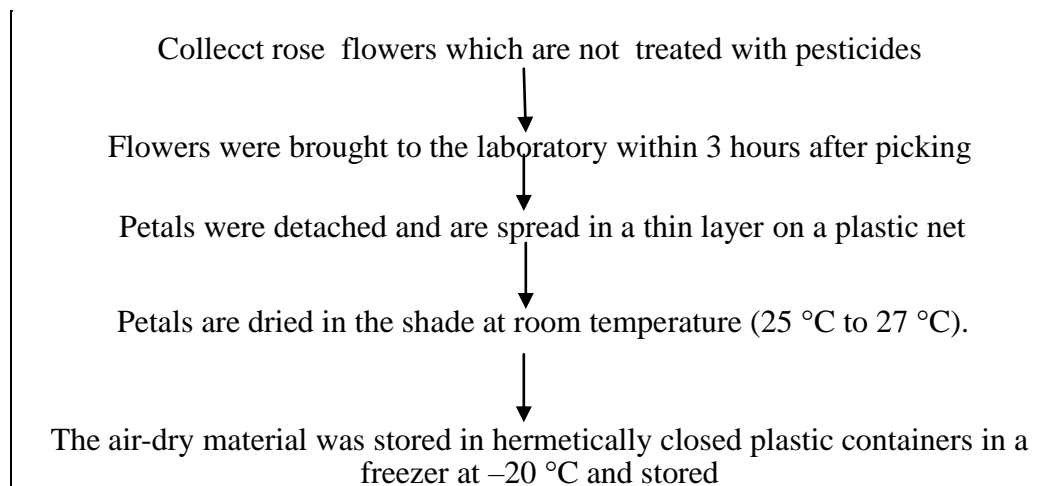 Collecct rose flowers which are not treated with pesticides
Flowers were brought to the laboratory within 3 hours after picking
Petals were detached and are spread in a thin layer on a plastic net
Petals are dried in the shade at room temperature (25 °C to 27 °C).
The air-dry material was stored in hermetically closed plastic containers in a
freezer at –20 °C and stored